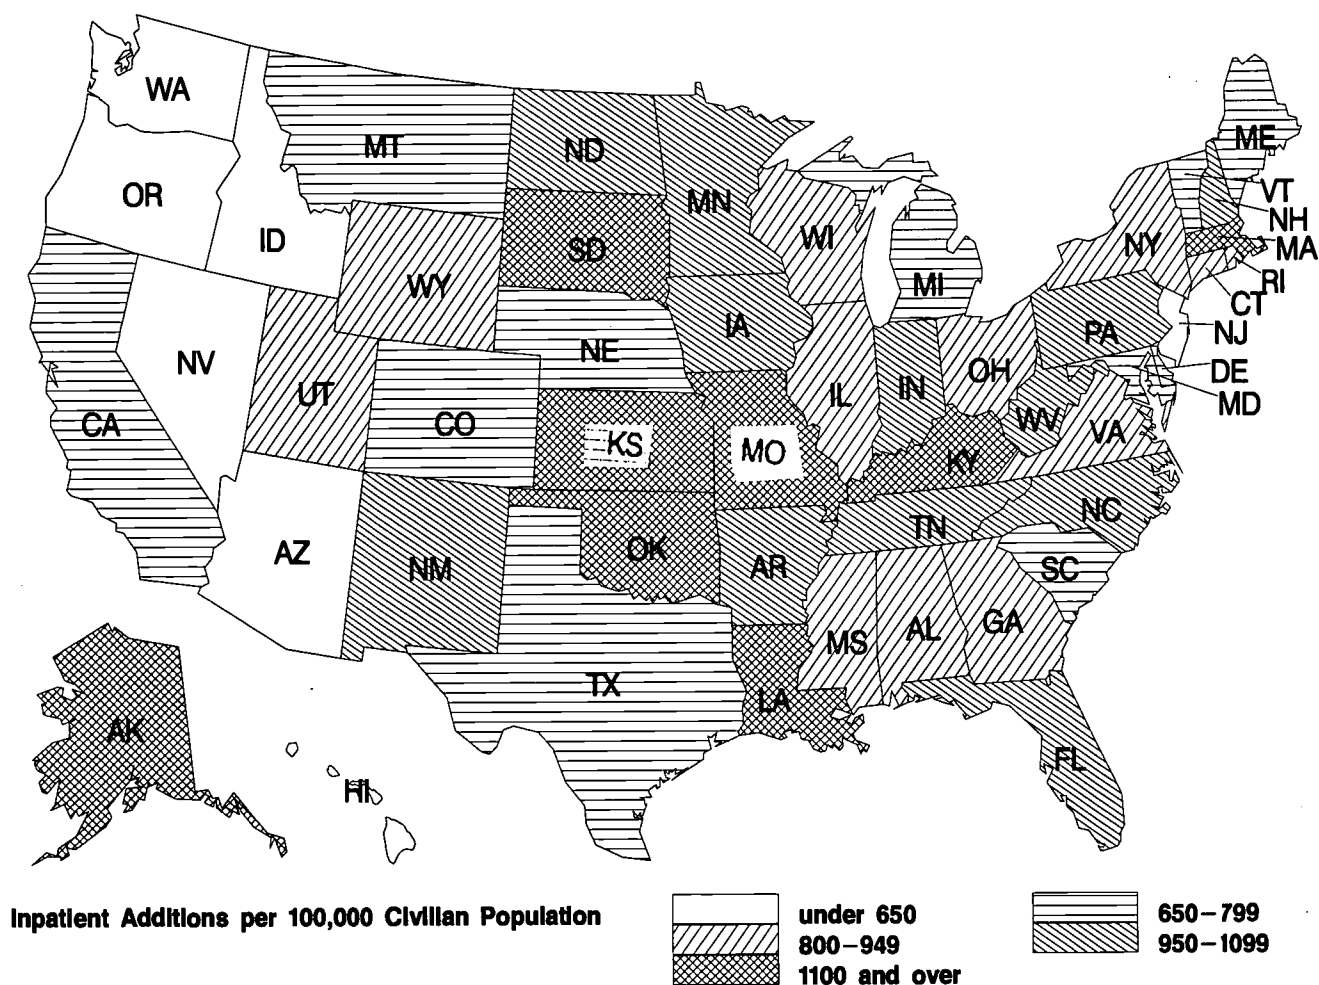 WA
ME
MT
ND
VT
OR
MN
NH
ID
SD
WI
NY
MA
WY
MI
RI
CT
IA
PA
NJ
NV
NE
UT
IN
OH
DE
CO
IL
WV
MD
CA
KS
MO
VA
KY
AZ
NM
OK
AR
TN
NC
SC
MS
AL
GA
TX
LA
AK
FL
HI
Inpatient Additions per 100,000 Civilian Population
under 650
650–799
800–949
950–1099
1100 and over